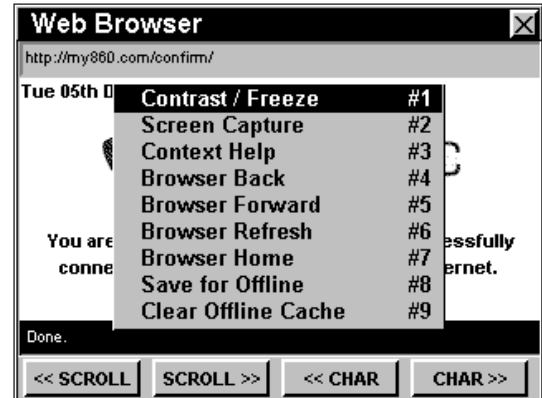 Web Browser
http://my860.com/confirm/
Tue 05th D
Contrast / Freeze #1
Screen Capture #2
Context Help #3
Browser Back #4
Browser Forward #5
Browser Refresh #6
Browser Home #7
Save for Offline #8
Clear Offline Cache #9
You are essfully
conne ernet.
Done.
<< SCROLL SCROLL >> << CHAR CHAR >>